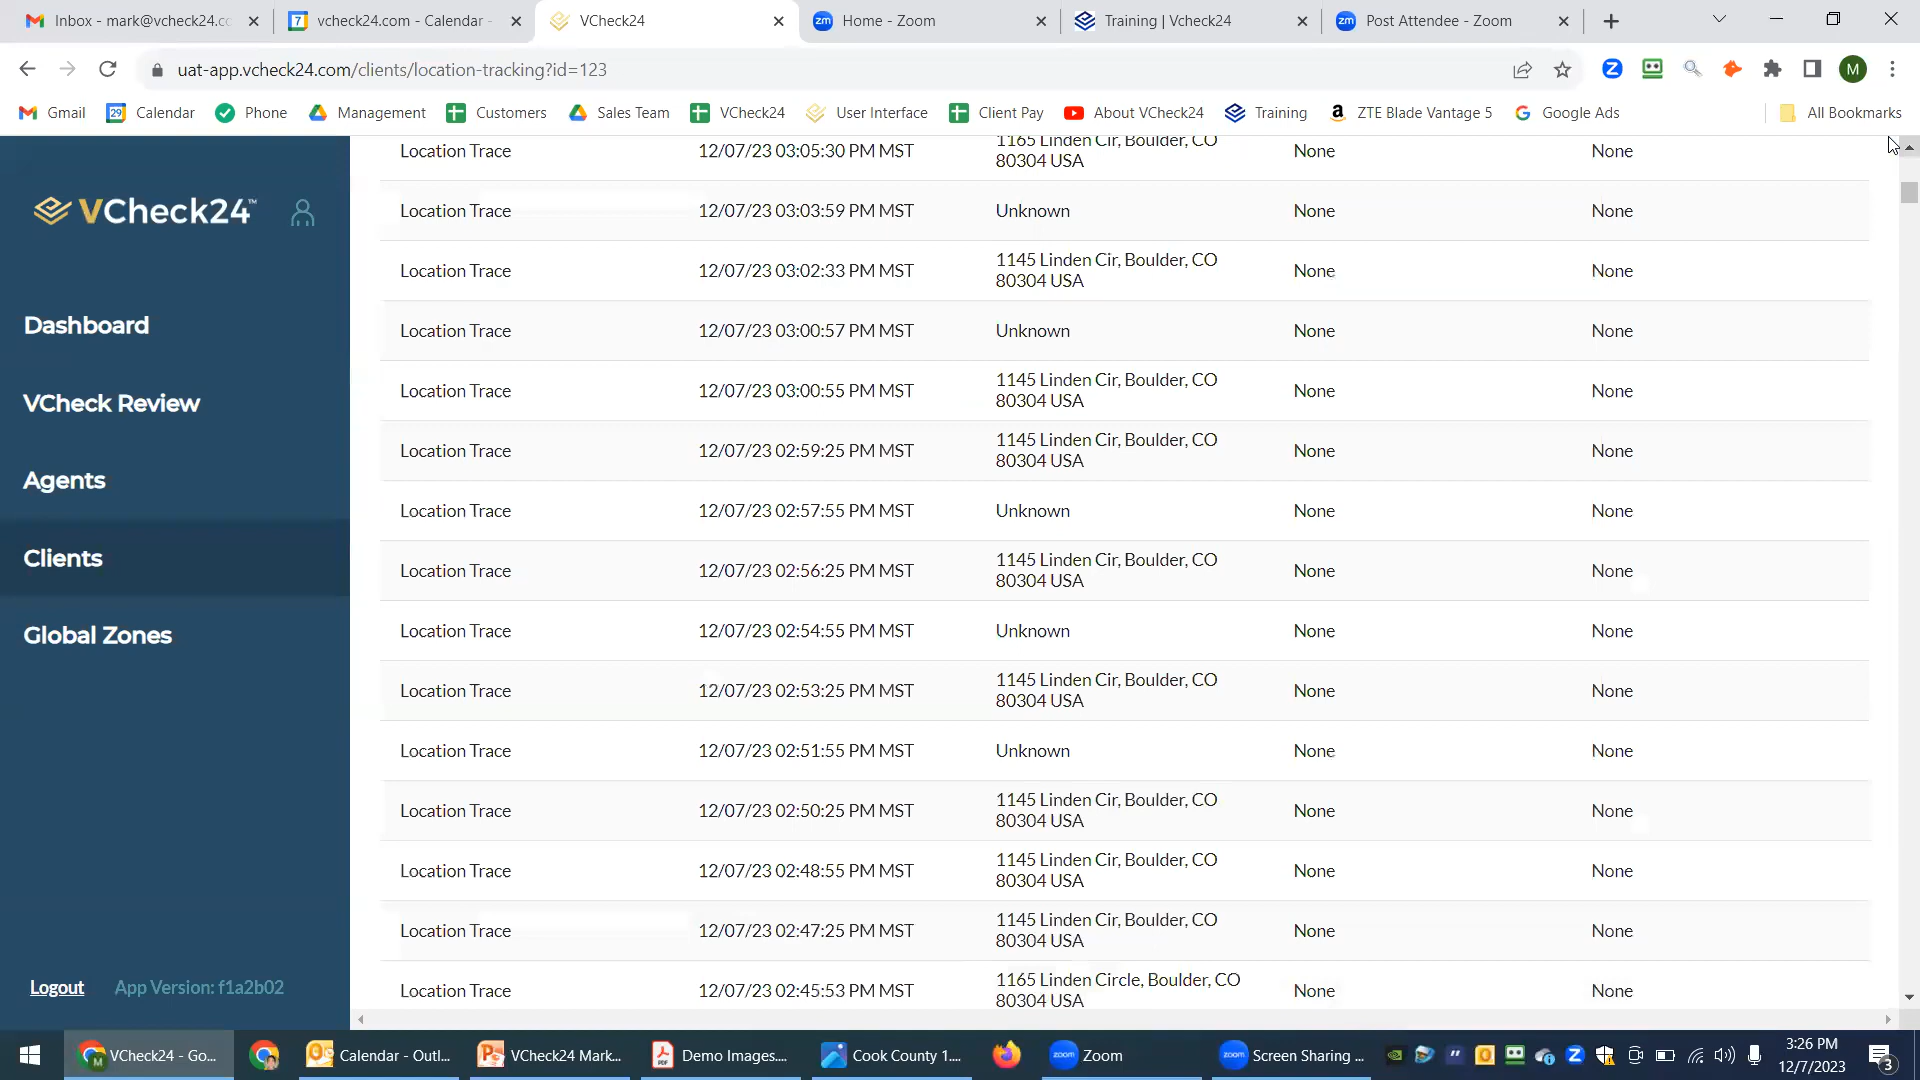 Inbox - mark@vcheck24.cc
vcheck24.com - Calendar -
VCheck24
Home - Zoom
Training | Vcheck24
Post Attendee - Zoom
uat-app.vcheck24.com/clients/location-tracking?id=123
M
Gmail
29 Calendar
Phone
Management
Customers
Sales Team
VCheck24
User Interface
Client Pay
About VCheck24
Training
ZTE Blade Vantage 5
Google Ads
All Bookmarks
VCheck24™
Dashboard
VCheck Review
Agents
Clients
Global Zones
Logout App Version: f1a2b02
Location Trace 12/07/23 03:05:30 PM MST 1165 Linden Cir, Boulder, CO None None
80304 USA
Location Trace 12/07/23 03:03:59 PM MST Unknown None None
Location Trace 12/07/23 03:02:33 PM MST 1145 Linden Cir, Boulder, CO None None
80304 USA
Location Trace 12/07/23 03:00:57 PM MST Unknown None None
Location Trace 12/07/23 03:00:55 PM MST 1145 Linden Cir, Boulder, CO None None
80304 USA
Location Trace 12/07/23 02:59:25 PM MST 1145 Linden Cir, Boulder, CO None None
80304 USA
Location Trace 12/07/23 02:57:55 PM MST Unknown None None
Location Trace 12/07/23 02:56:25 PM MST 1145 Linden Cir, Boulder, CO None None
80304 USA
Location Trace 12/07/23 02:54:55 PM MST Unknown None None
Location Trace 12/07/23 02:53:25 PM MST 1145 Linden Cir, Boulder, CO None None
80304 USA
Location Trace 12/07/23 02:51:55 PM MST Unknown None None
Location Trace 12/07/23 02:50:25 PM MST 1145 Linden Cir, Boulder, CO None None
80304 USA
Location Trace 12/07/23 02:48:55 PM MST 1145 Linden Cir, Boulder, CO None None
80304 USA
Location Trace 12/07/23 02:47:25 PM MST 1145 Linden Cir, Boulder, CO None None
80304 USA
Location Trace 12/07/23 02:45:53 PM MST 1165 Linden Circle, Boulder, CO None None
80304 USA
VCheck24 - Go...
Calendar - Outl...
VCheck24 Mark...
Demo Images....
Cook County 1....
zoom Zoom
zoom Screen Sharing ...
3:26 PM
12/7/2023
3